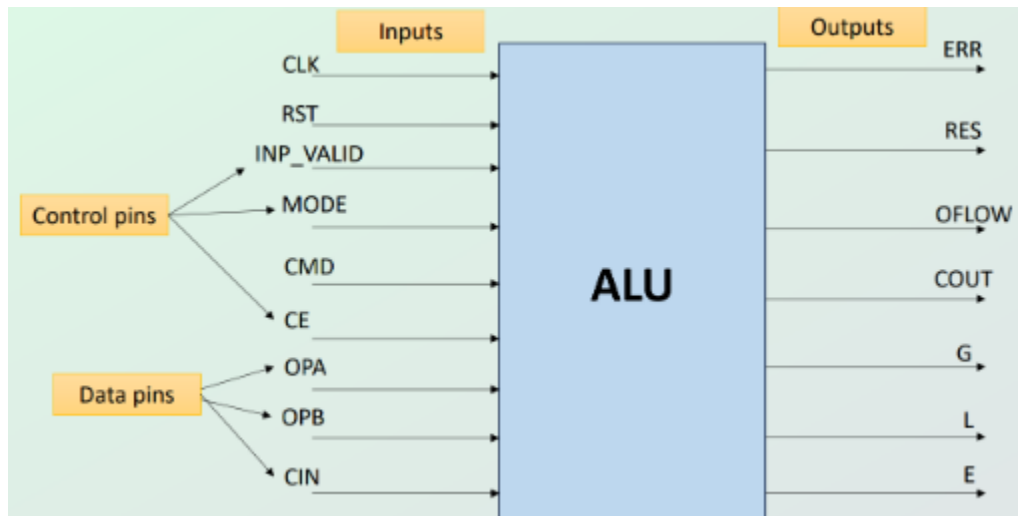 Inputs
Outputs
CLK
ERR
RST
RES
INP_VALID
Control pins
MODE
OFLOW
CMD
COUT
ALU
CE
OPA
G
Data pins
OPB
L
CIN
E